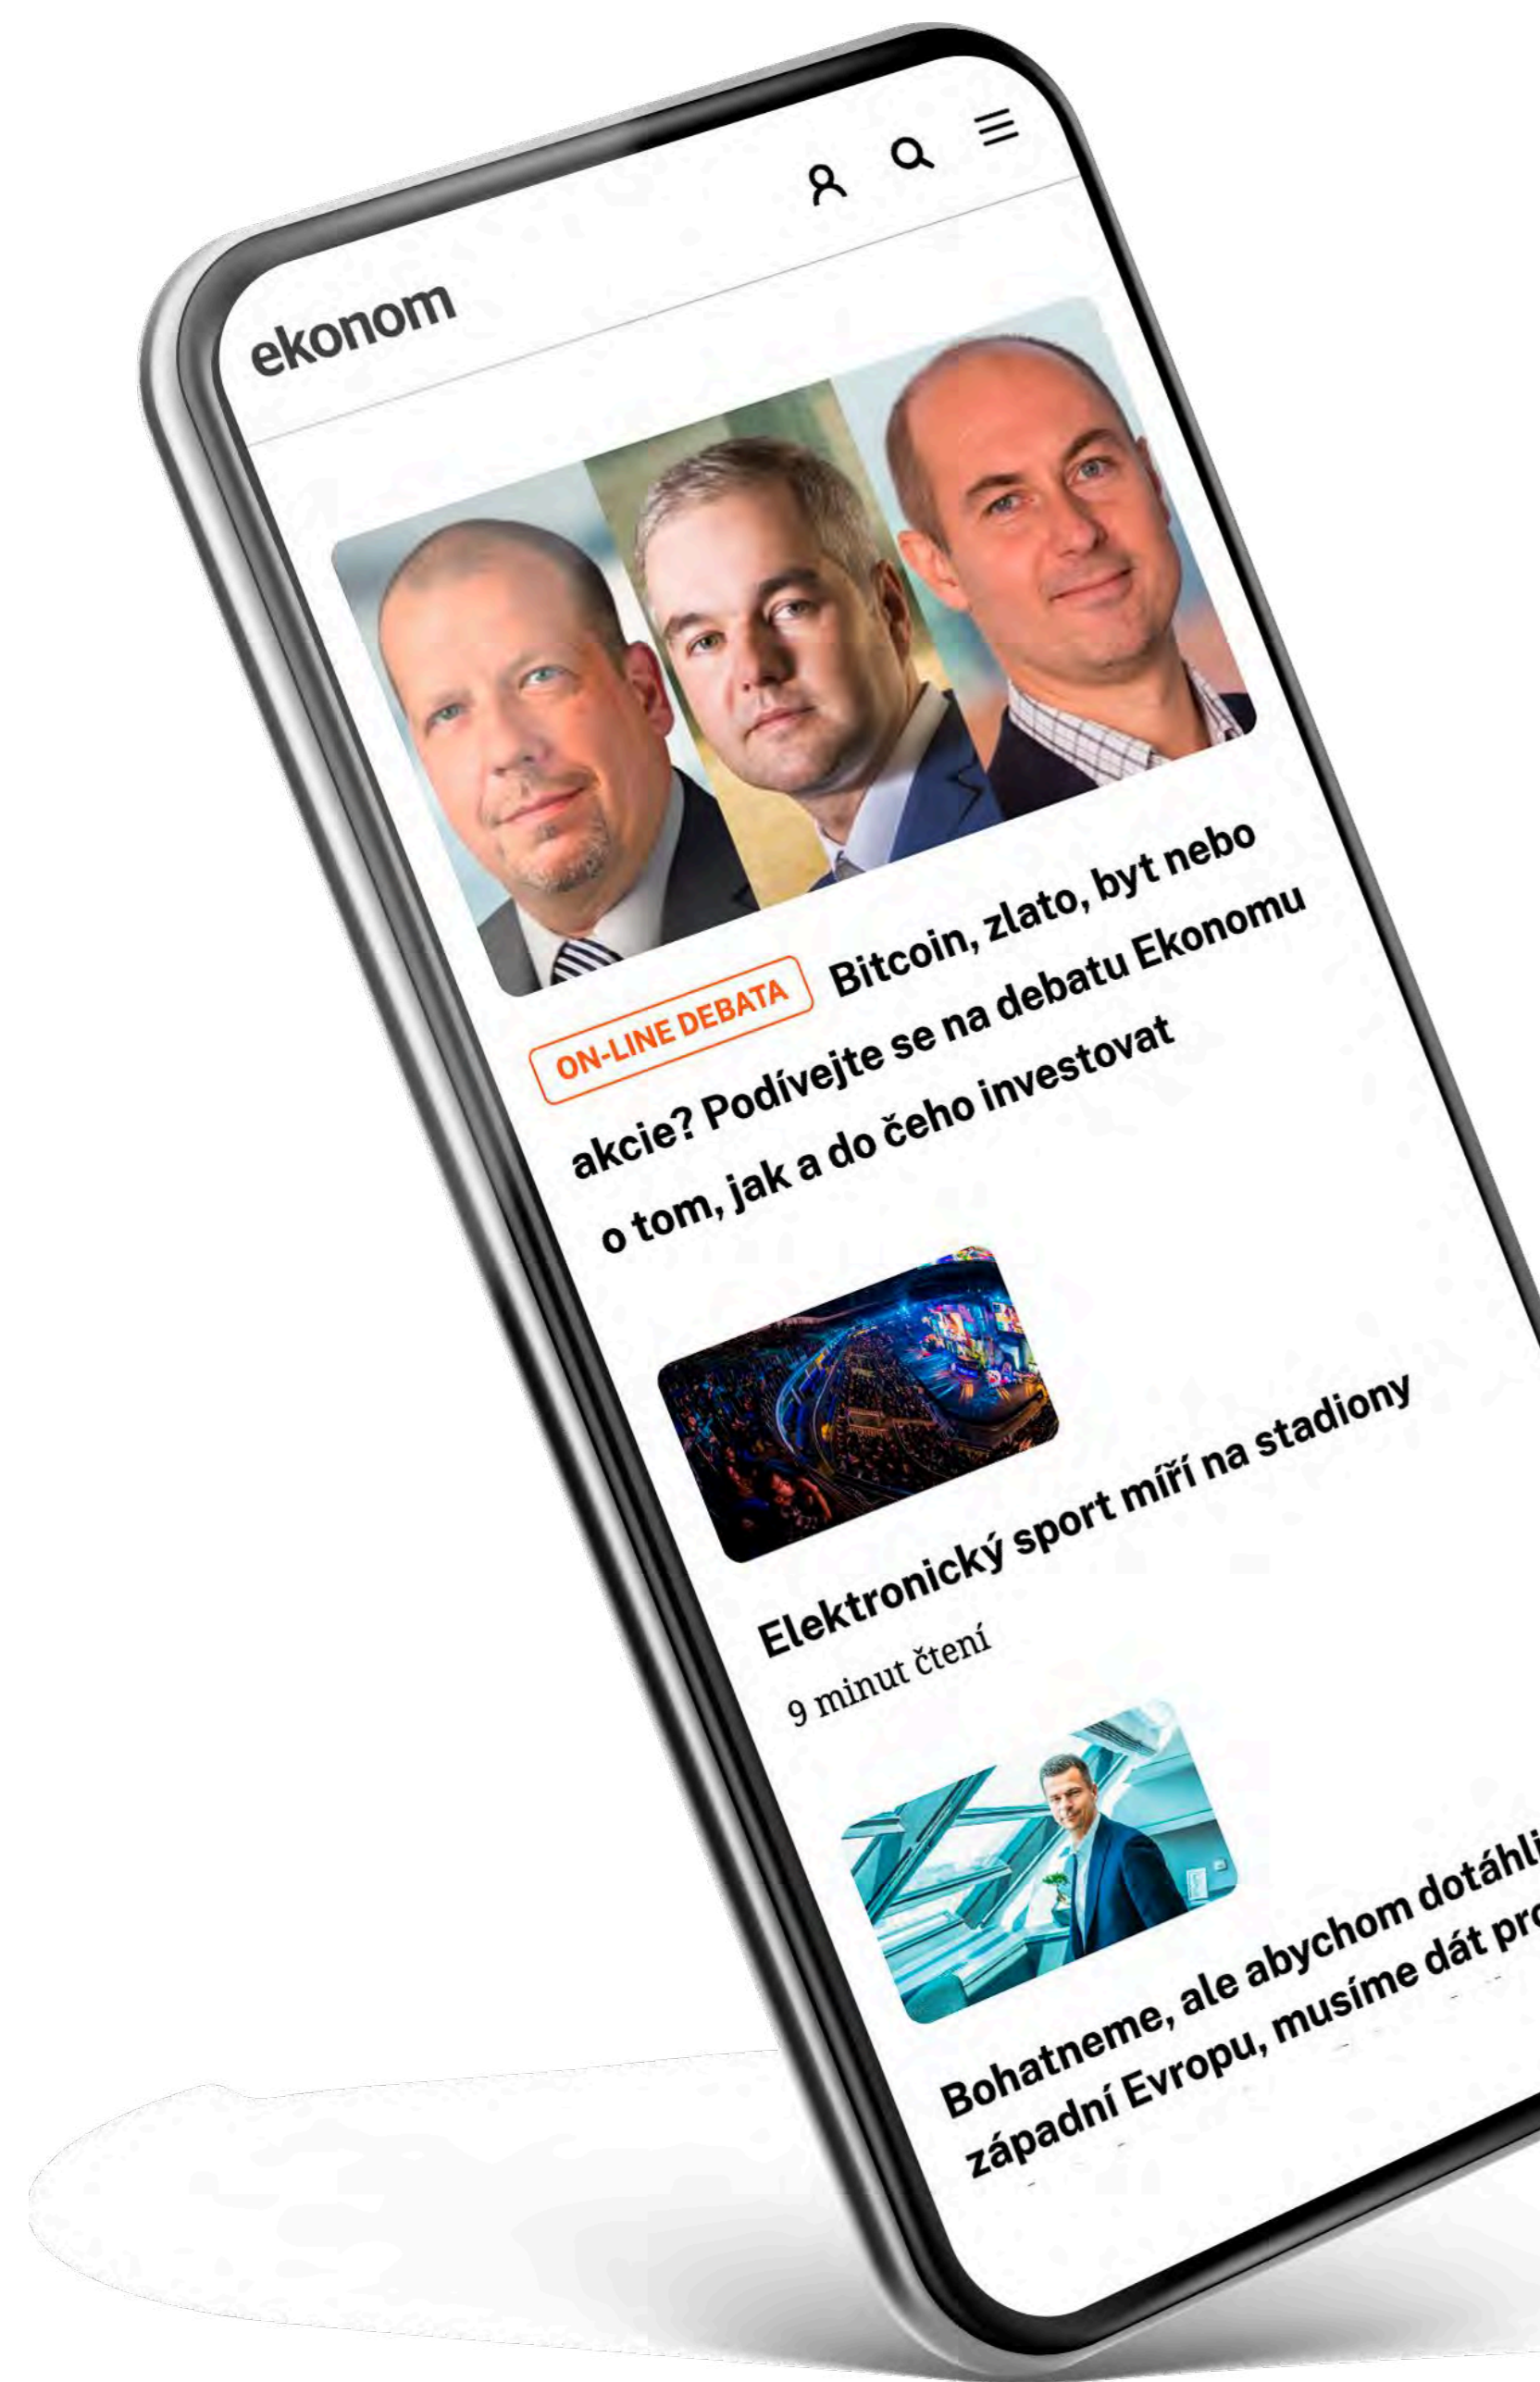 ekonom
ON-LINE DEBATA Bitcoin, zlato, byt nebo
akcie? Podívejte se na debatu Ekonomu
o tom, jak a do čeho investovat
Elektronický sport míří na stadiony
9 minut čtení
Bohatneme, ale abychom dotáhli
západní Evropu, musíme dát